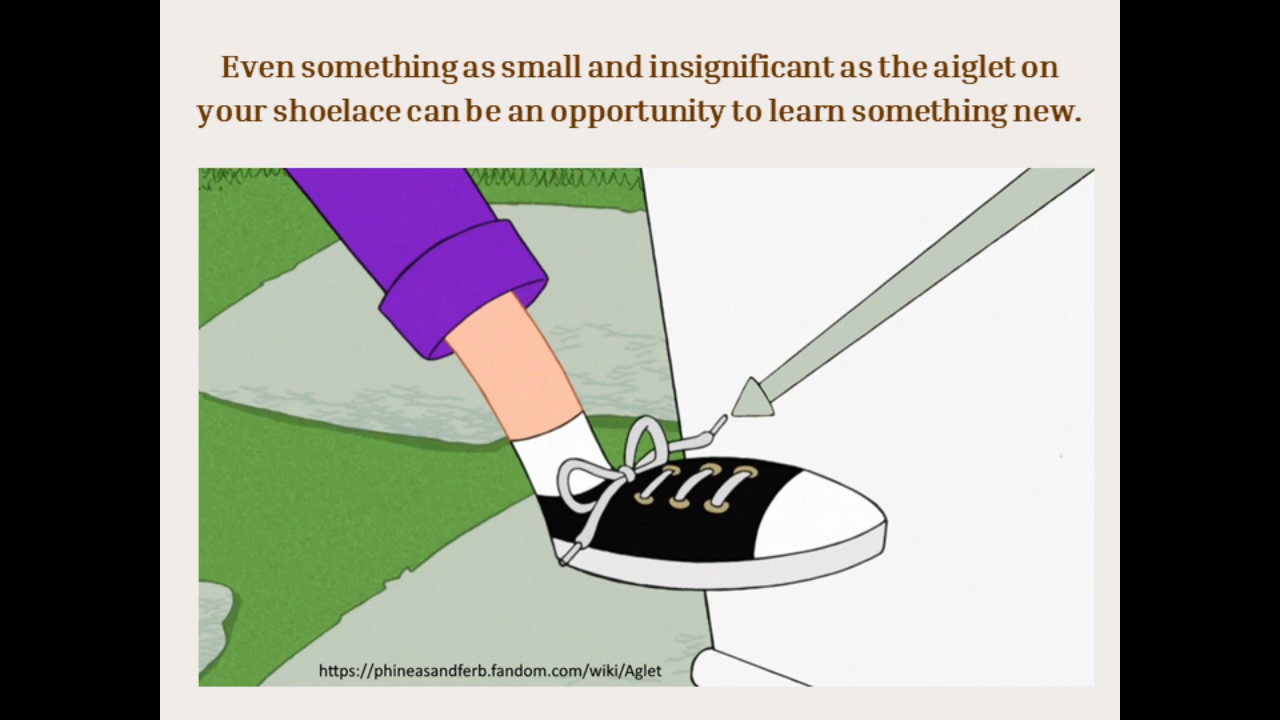 Even something as small and insignificant as the aiglet on
your shoelace can be an opportunity to learn something new.
https://phineasandferb.fandom.com/wiki/Aglet